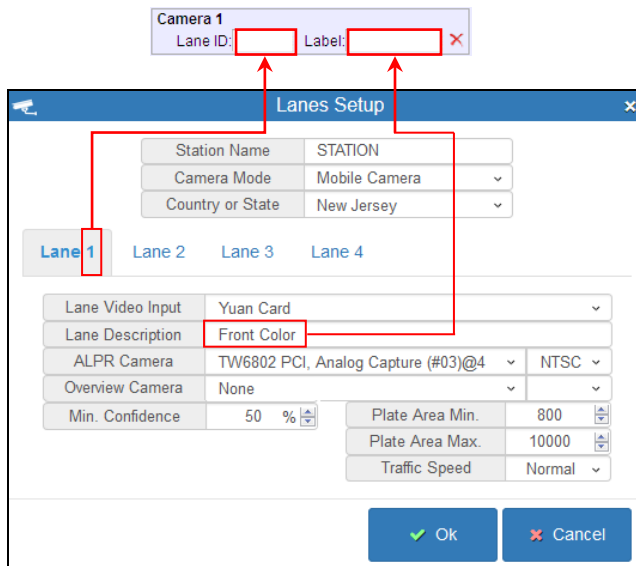 Camera 1
Lane ID: Label:
Lanes Setup
Station Name STATION
Camera Mode Mobile Camera
Country or State New Jersey
Lane 1 Lane 2 Lane 3 Lane 4
Lane Video Input Yuan Card
Lane Description Front Color
ALPR Camera TW6802 PCI, Analog Capture (#03)@4 NTSC
Overview Camera None
Min. Confidence 50 % Plate Area Min. 800
Plate Area Max. 10000
Traffic Speed Normal
Ok Cancel